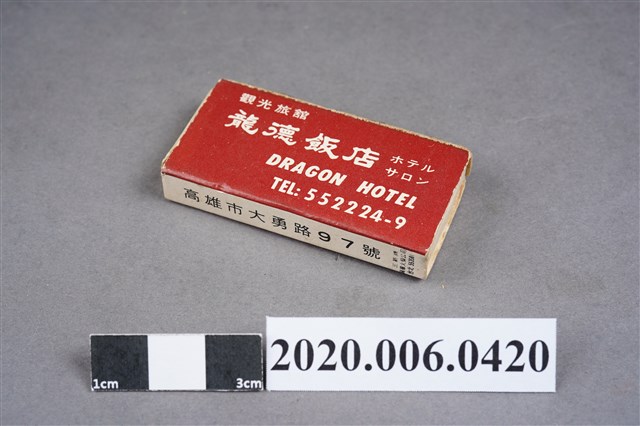 觀光旅館
龍德飯店
ホテル
サロン
DRAGON HOTEL
TEL: 552224-9
高雄市大勇路97號
1cm
3cm
2020.006.0420